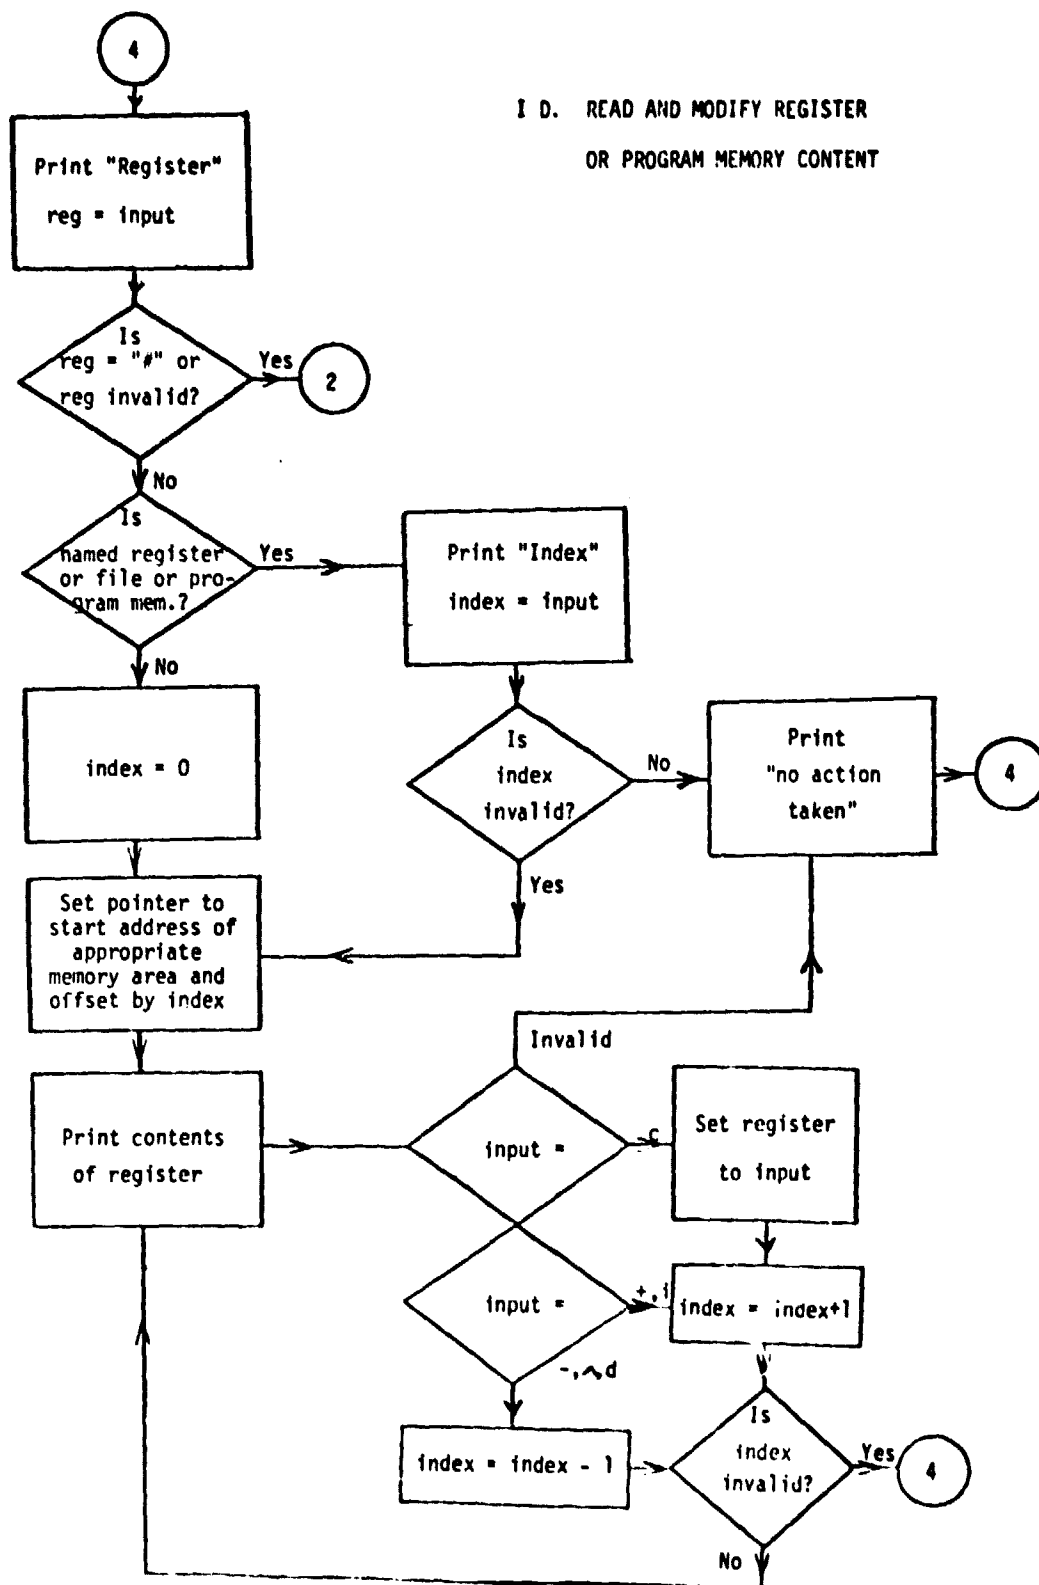 4
I D. READ AND MODIFY REGISTER
OR PROGRAM MEMORY CONTENT
Print "Register"
reg = input
Is
reg = "#" or
reg invalid?
Yes
2
No
Is
named register
or file or pro-
gram mem.?
Yes
Print "Index"
index = input
No
index = 0
Is
index
invalid?
No
Print
"no action
taken"
4
Yes
Set pointer to
start address of
appropriate
memory area and
offset by index
Invalid
Print contents
of register
input =
c
Set register
to input
input =
+,i
index = index+1
-,^,d
index = index - 1
Is
index
invalid?
Yes
4
No